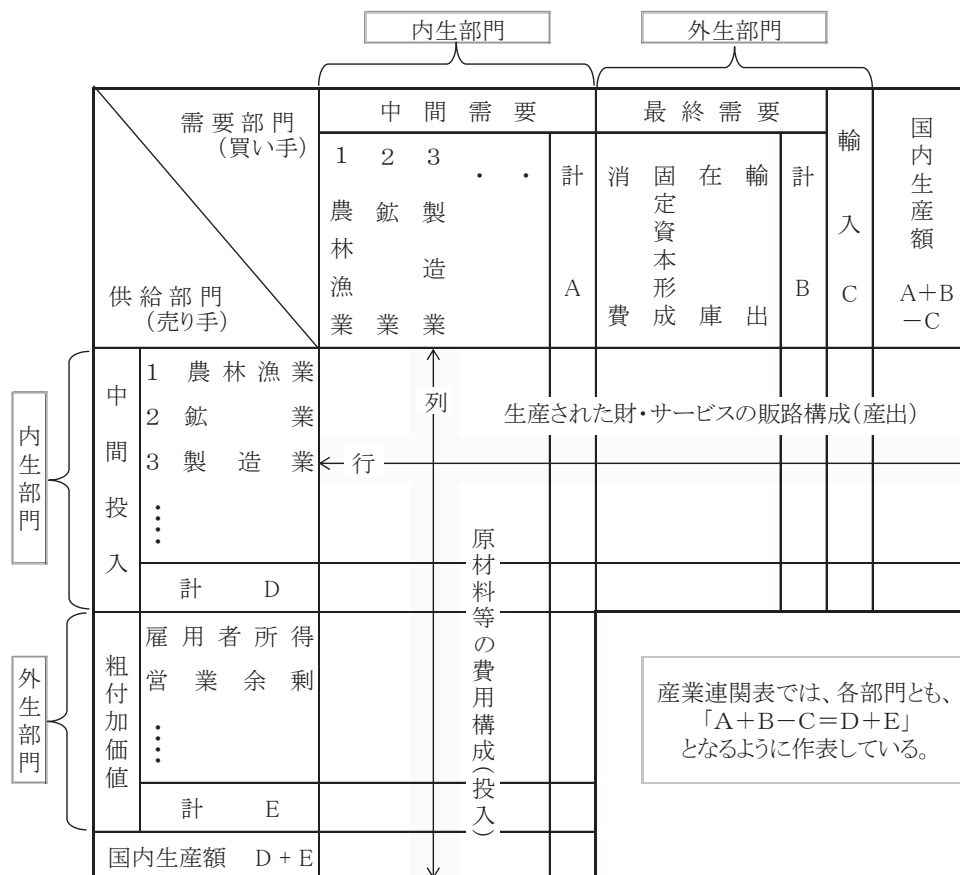 内生部門
外生部門
需要部門
(買い手)
供給部門
(売り手)
中間需要
1 農林漁業
2 鉱業
3 製造業
・
・
計 A
最終需要
消費
固定資本形成
在庫
輸出
計 B
輸入 C
国内生産額
A+B
-C
内生部門
中間投入
1 農林漁業
2 鉱業
3 製造業
⋮
計 D
列
行
生産された財・サービスの販路構成(産出)
原材料等の費用構成(投入)
外生部門
粗付加価値
雇用者所得
営業余剰
⋮
計 E
国内生産額 D+E
産業連関表では、各部門とも、
「A+B-C=D+E」
となるように作表している。